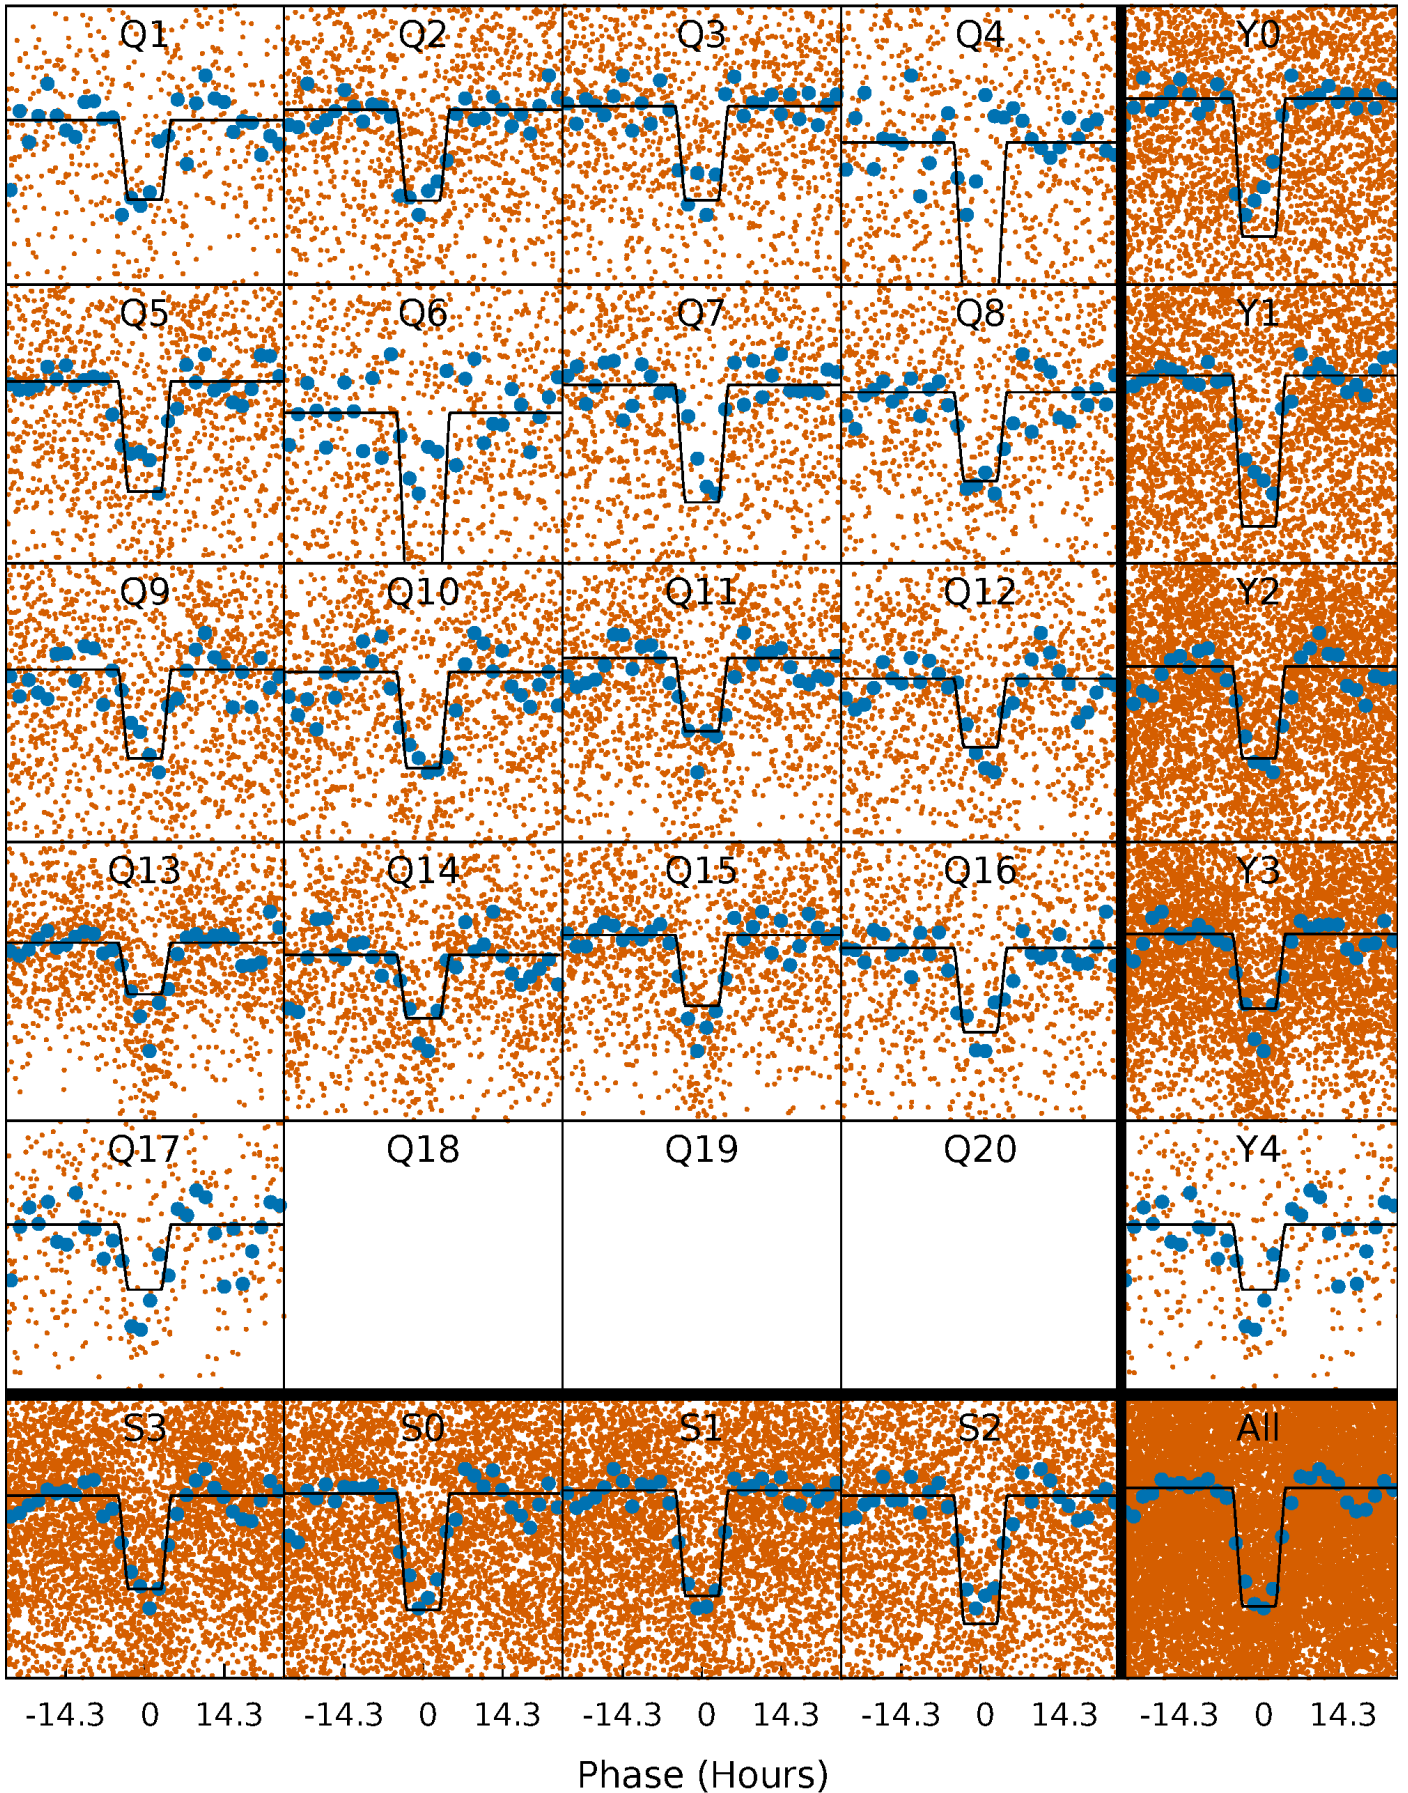 Q1 Q2 Q3 Q4 Y0
Q5 Q6 Q7 Q8 Y1
Q9 Q10 Q11 Q12 Y2
Q13 Q14 Q15 Q16 Y3
Q17 Q18 Q19 Q20 Y4
S3 S0 S1 S2 All
-14.3 0 14.3 -14.3 0 14.3 -14.3 0 14.3 -14.3 0 14.3 -14.3 0 14.3
Phase (Hours)